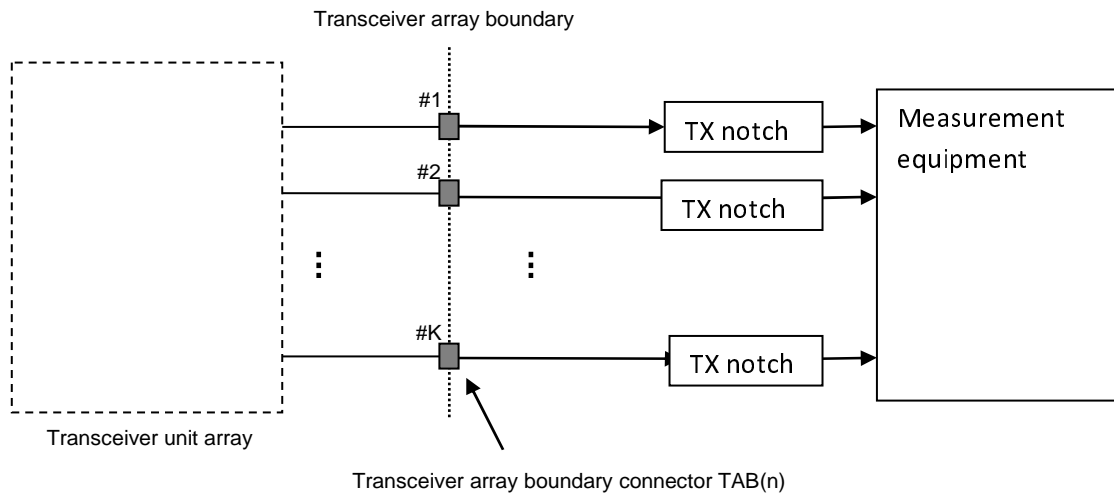 Transceiver array boundary
#1
TX notch
Measurement
equipment
#2
TX notch
#K
TX notch
Transceiver unit array
Transceiver array boundary connector TAB(n)